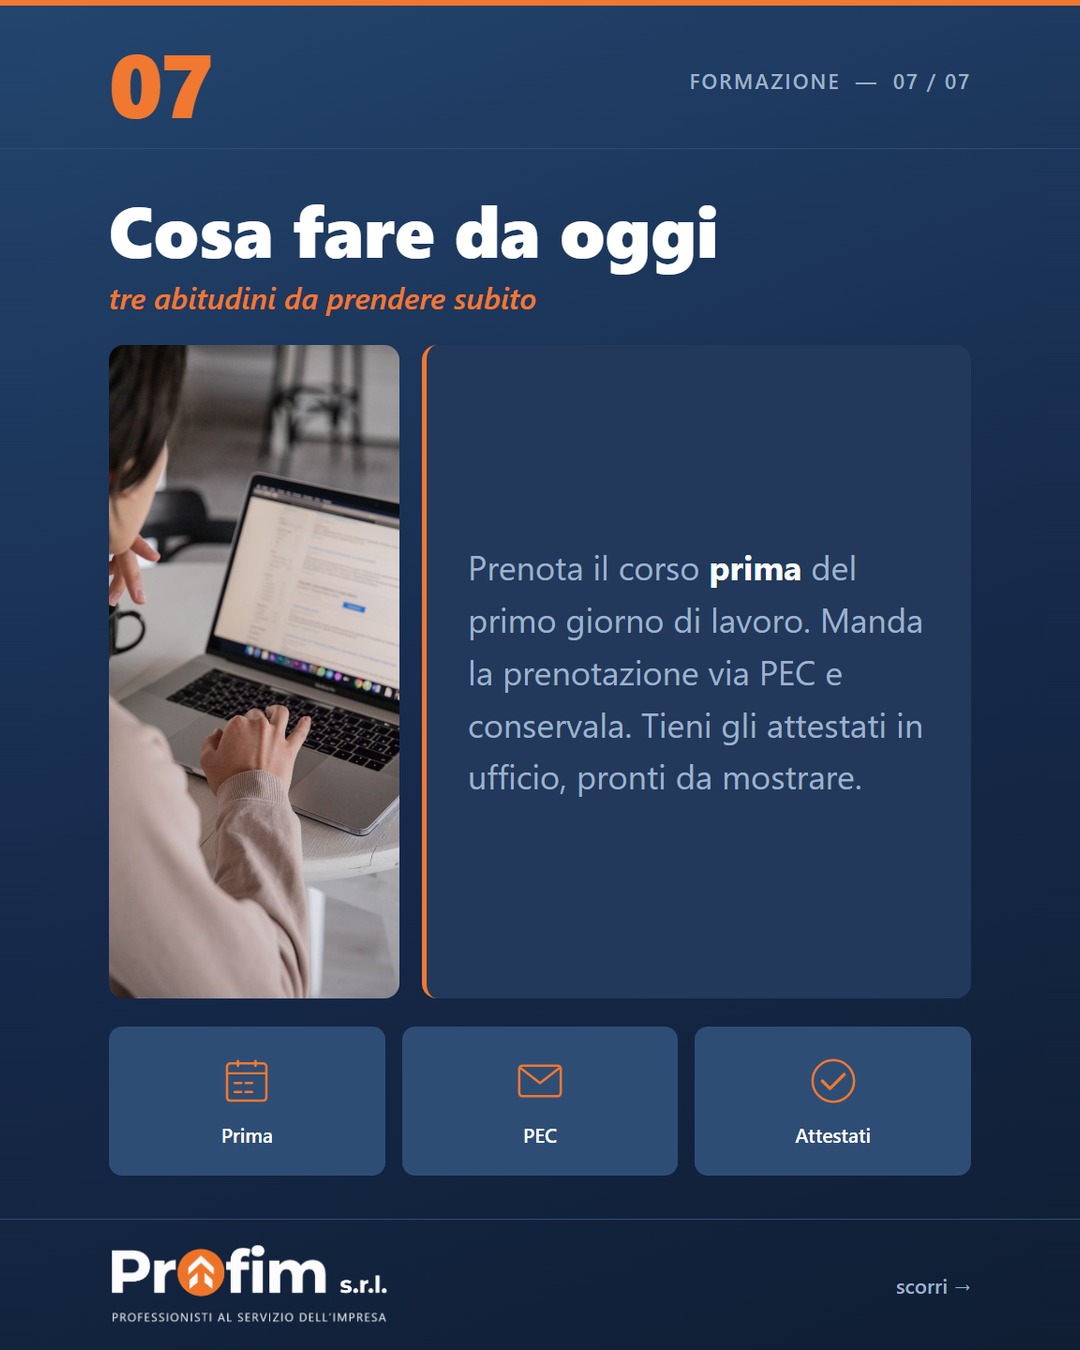 07
FORMAZIONE — 07 / 07
Cosa fare da oggi
tre abitudini da prendere subito
Prenota il corso prima del
primo giorno di lavoro. Manda
la prenotazione via PEC e
conservala. Tieni gli attestati in
ufficio, pronti da mostrare.
Prima
PEC
Attestati
Profim s.r.l.
PROFESSIONISTI AL SERVIZIO DELL'IMPRESA
scorri →